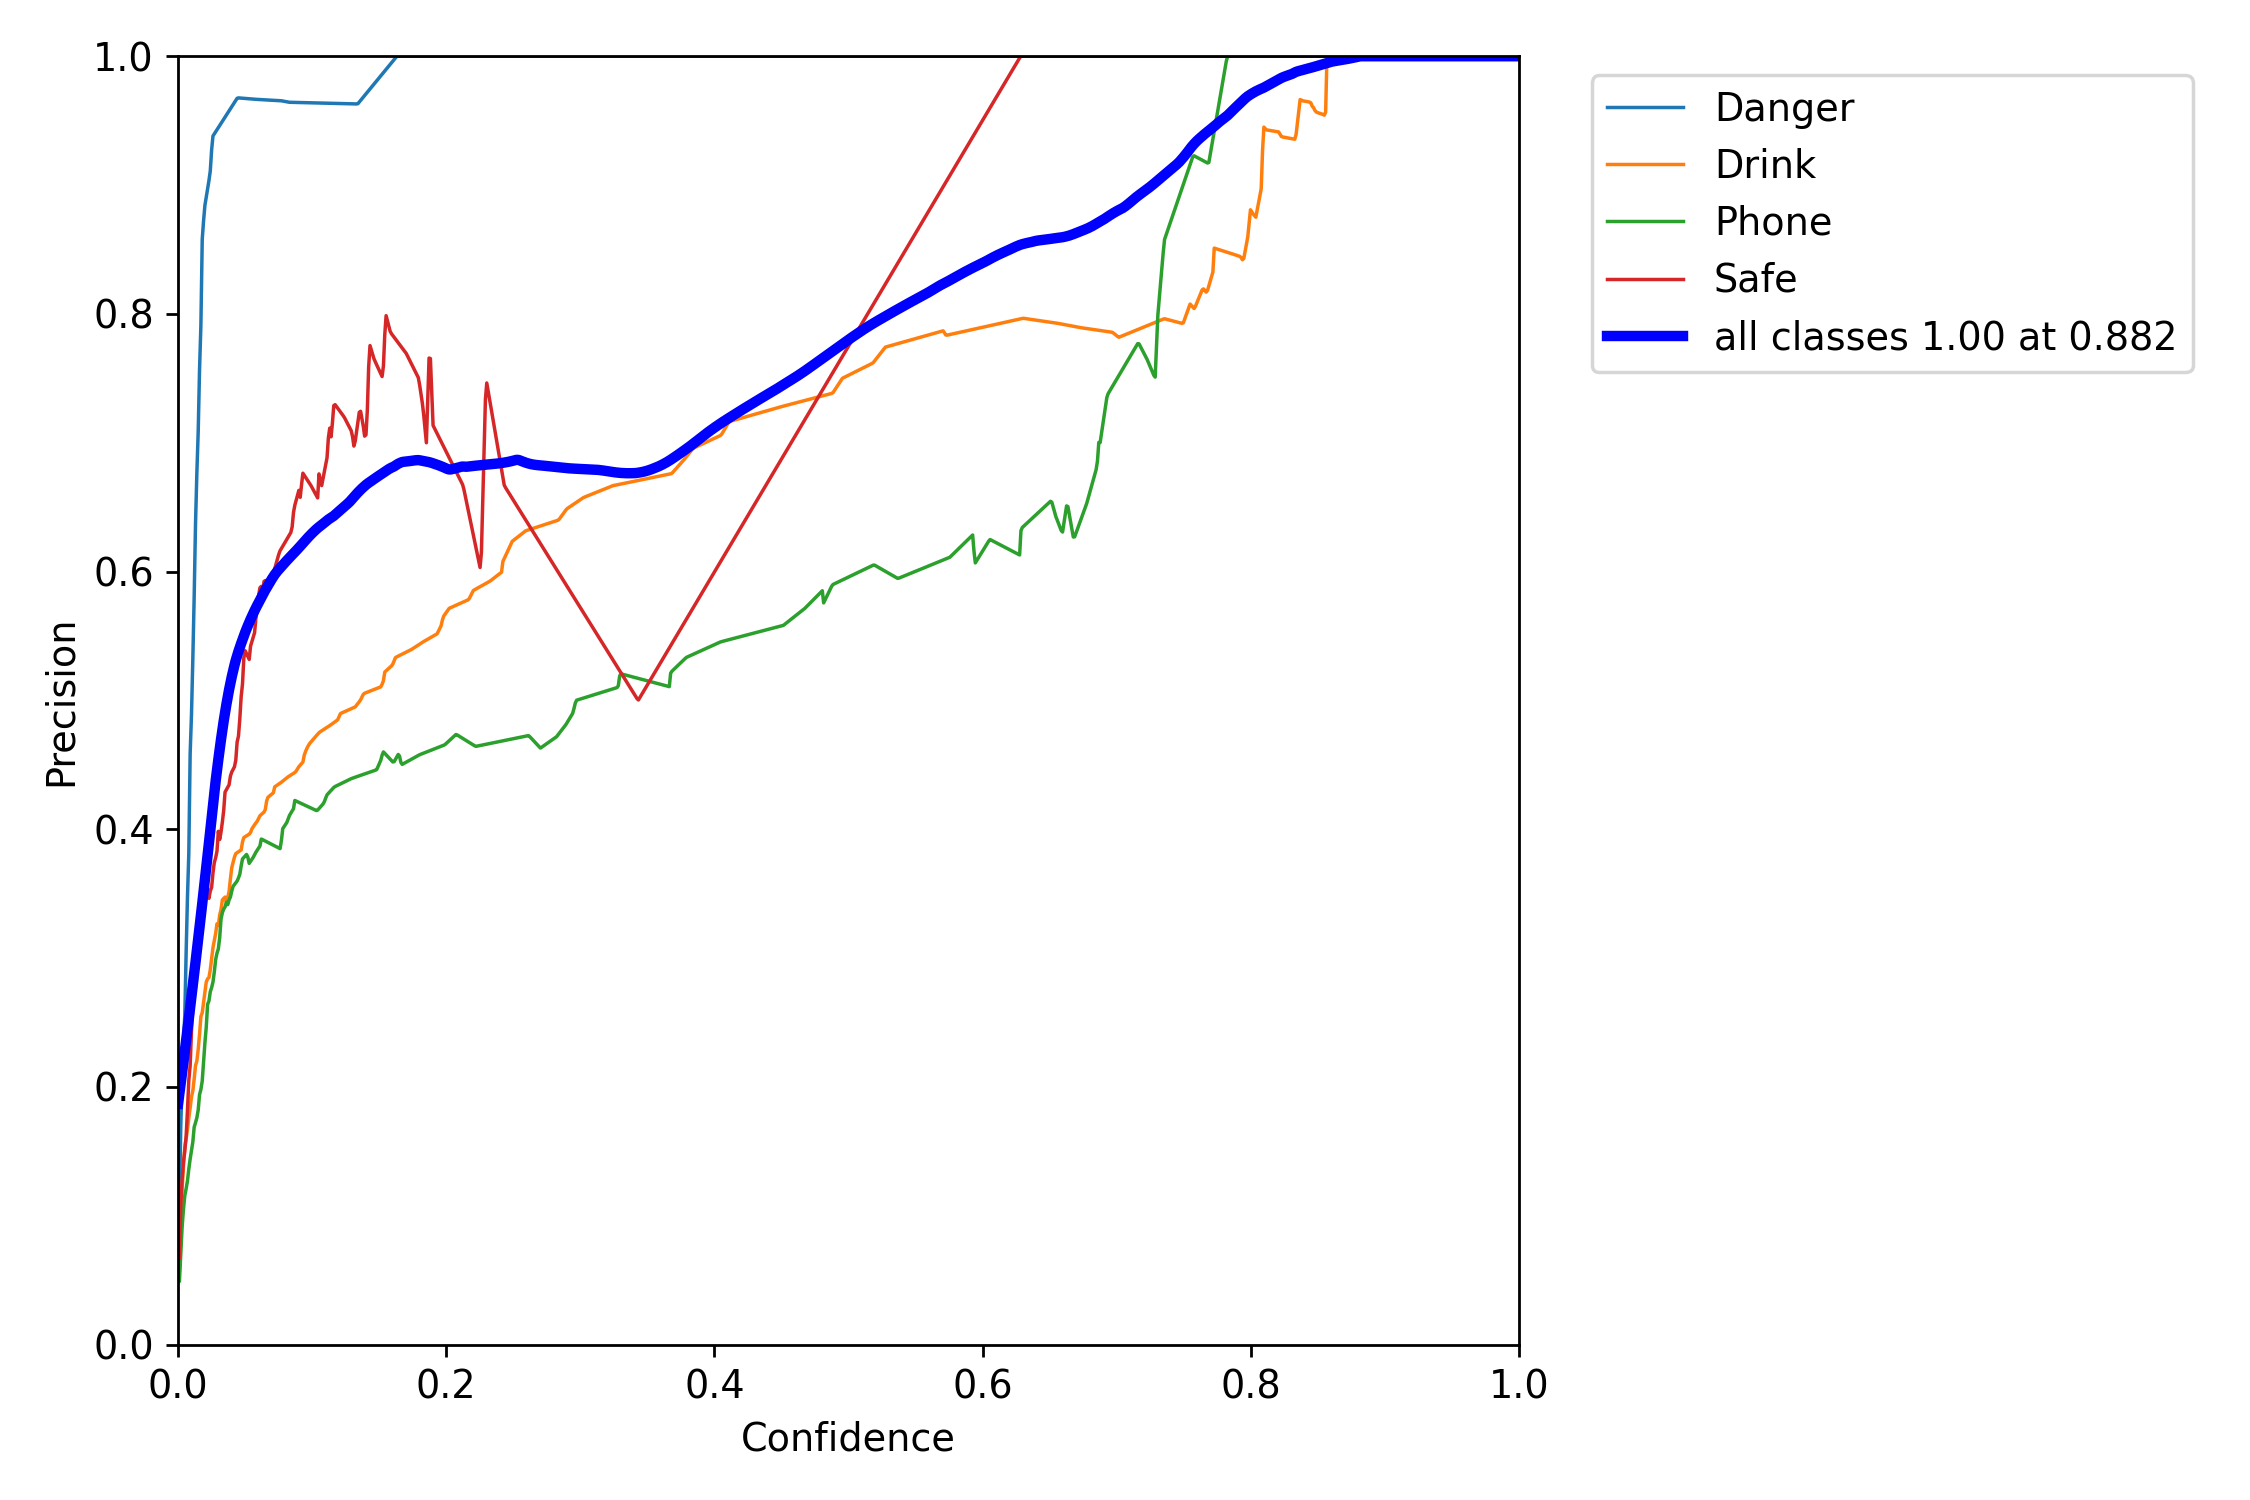 1.0
0.8
0.6
0.4
0.2
0.0
Precision
0.0 0.2 0.4 0.6 0.8 1.0
Confidence
Danger
Drink
Phone
Safe
all classes 1.00 at 0.882